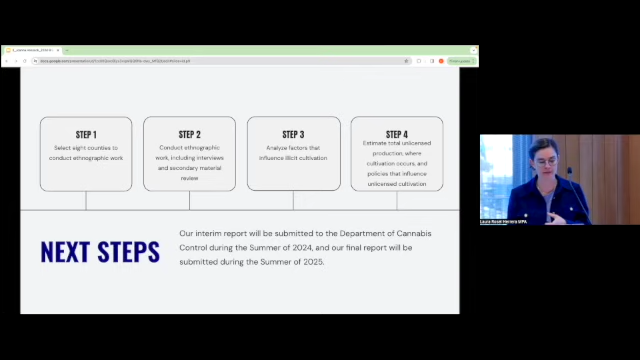 STEP 1
Select eight counties to
conduct ethnographic work
STEP 2
Conduct ethnographic
work, including interviews
and secondary material
review
STEP 3
Analyze factors that
influence illicit cultivation
STEP 4
Estimate total unlicensed
production, where
cultivation occurs, and
policies that influence
unlicensed cultivation
NEXT STEPS
Our interim report will be submitted to the Department of Cannabis
Control during the Summer of 2024, and our final report will be
submitted during the Summer of 2025.
MPA